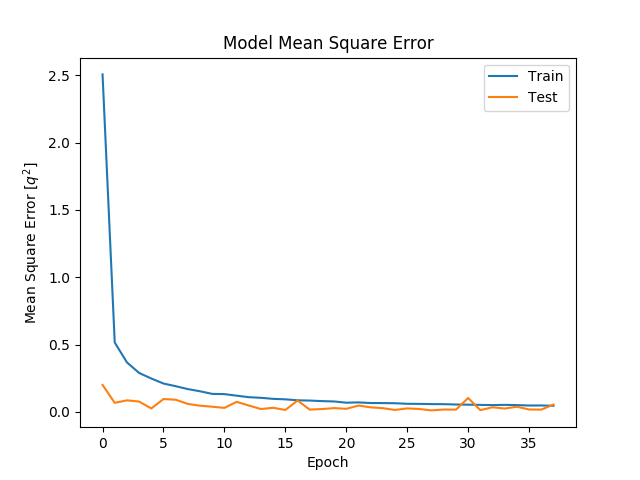 Model Mean Square Error
Train
Test
Mean Square Error [q²]
2.5
2.0
1.5
1.0
0.5
0.0
0 5 10 15 20 25 30 35
Epoch